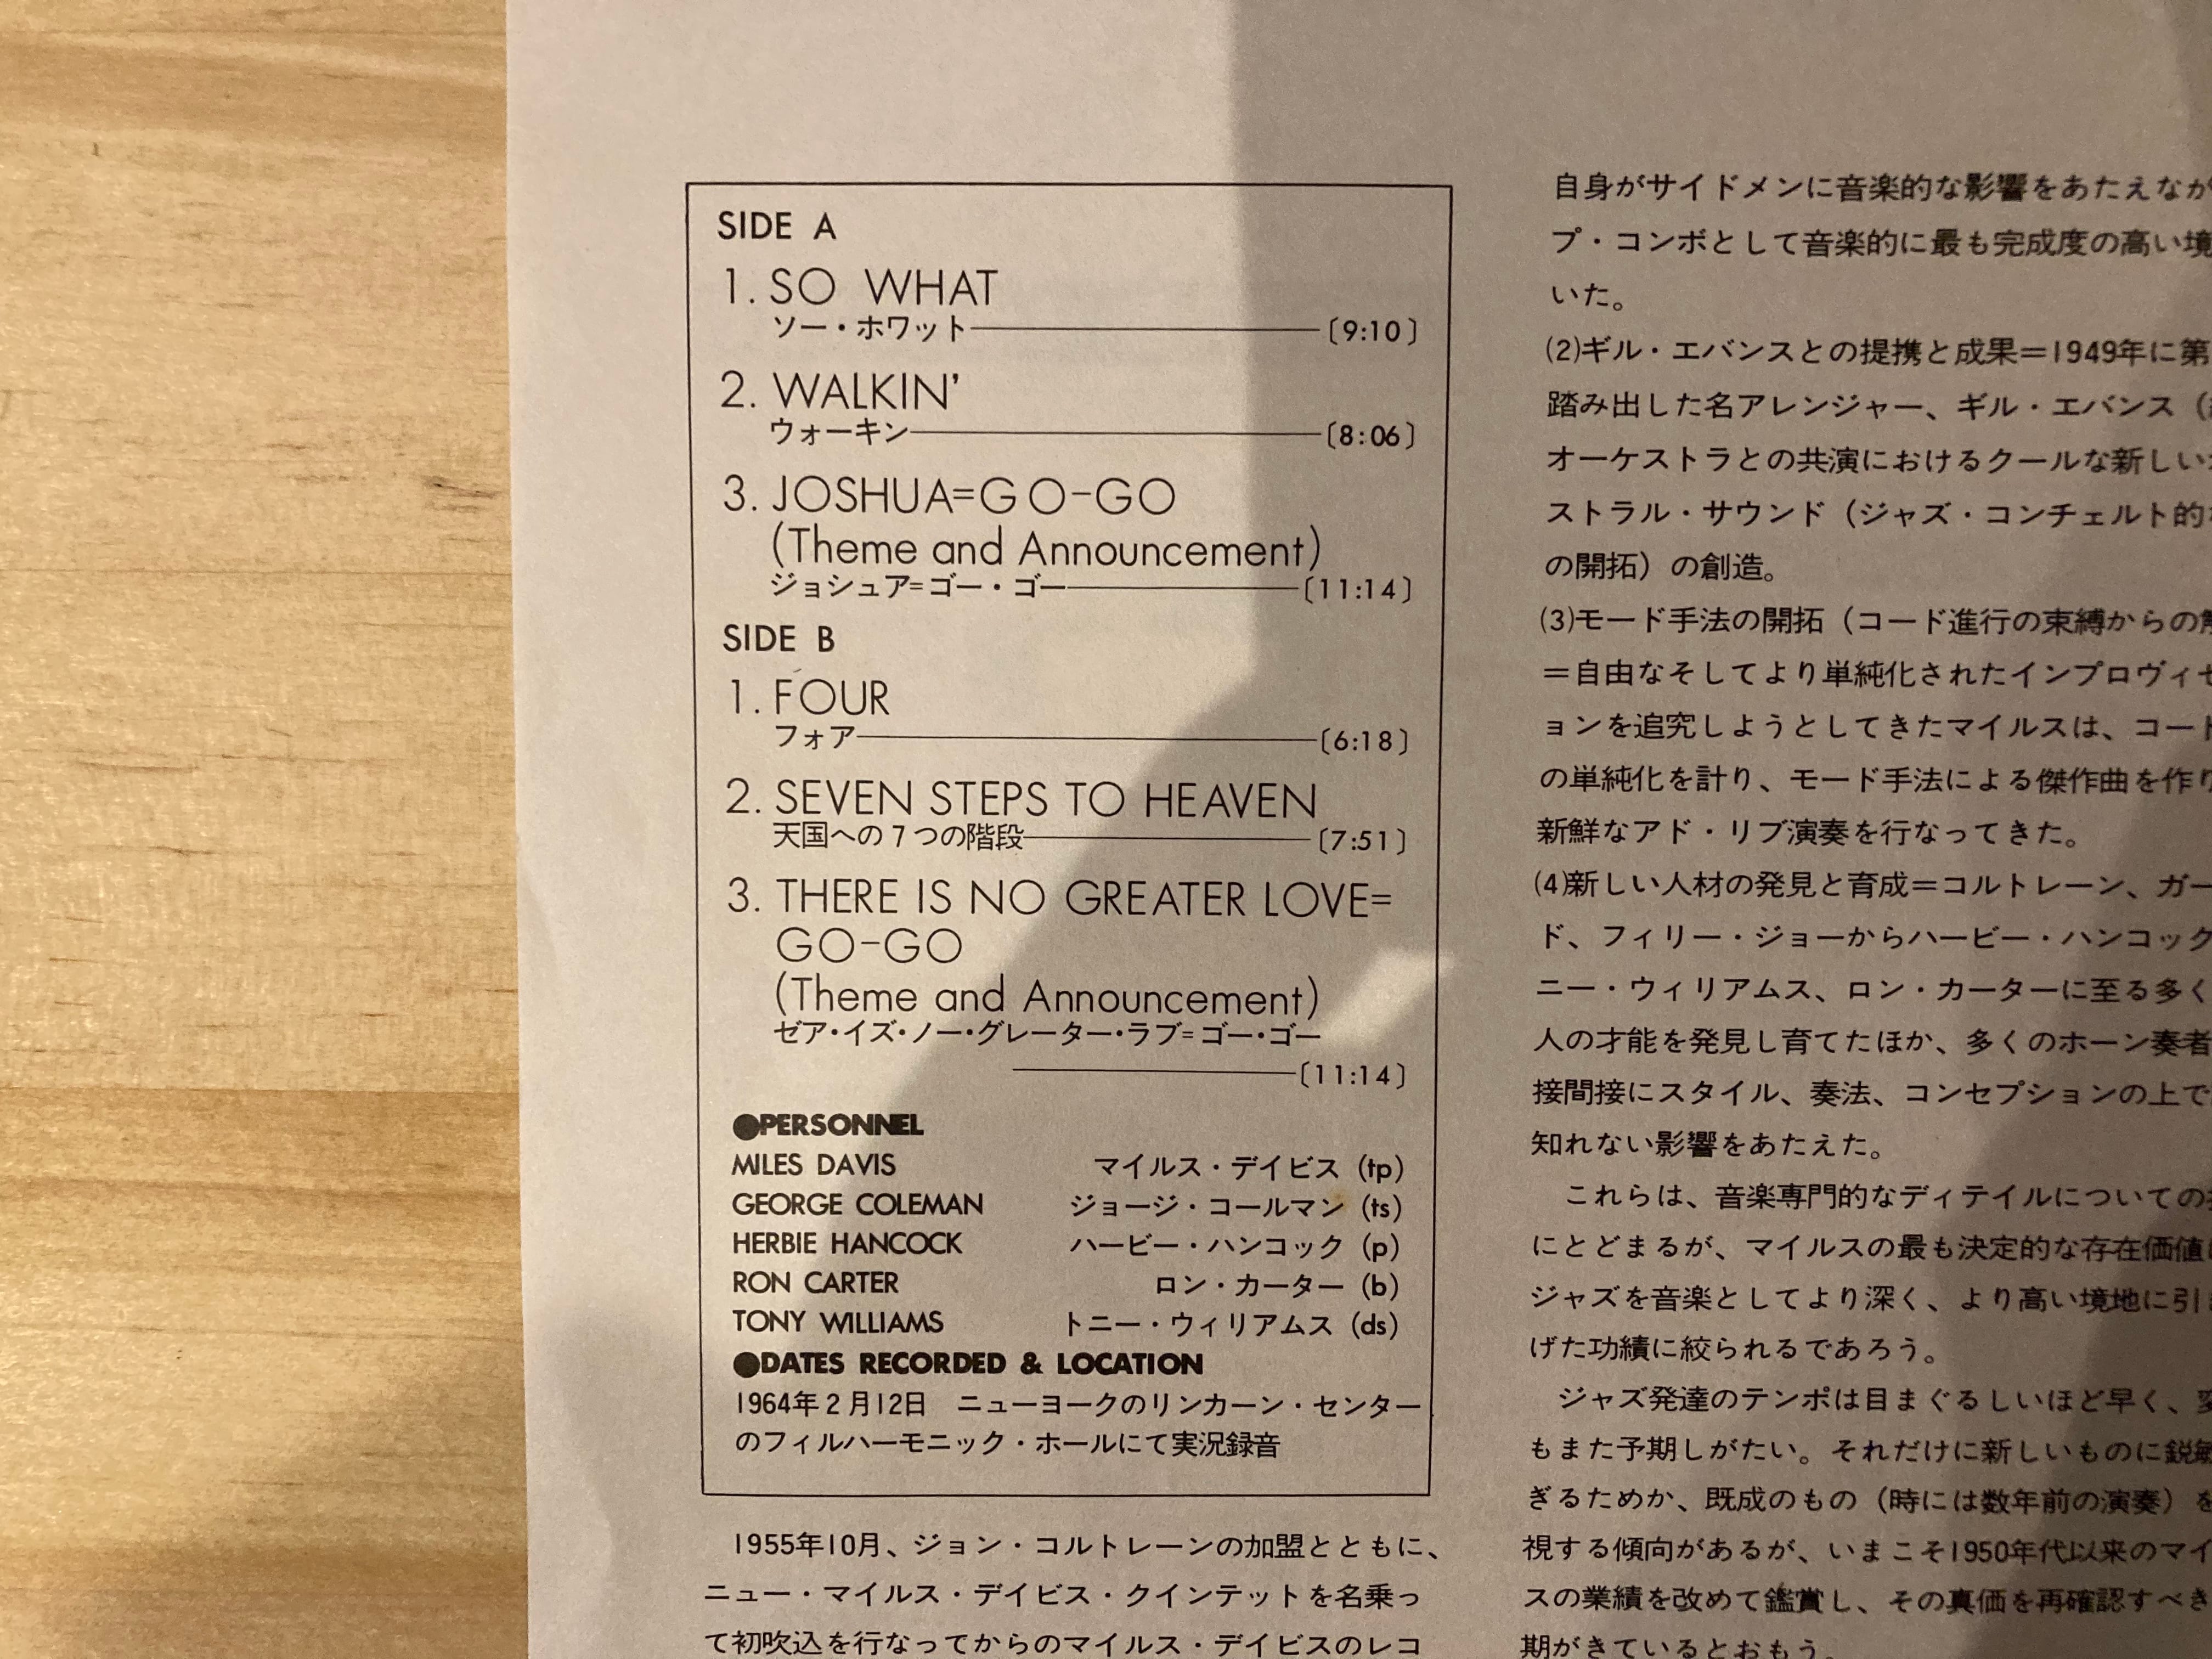 SIDE A
1. SO WHAT
ソー・ホワット――――〔9:10〕
2. WALKIN'
ウォーキン――――〔8:06〕
3. JOSHUA=GO-GO
(Theme and Announcement)
ジョシュア=ゴー・ゴー――――〔11:14〕
SIDE B
1. FOUR
フォア――――〔6:18〕
2. SEVEN STEPS TO HEAVEN
天国への7つの階段――――〔7:51〕
3. THERE IS NO GREATER LOVE=
GO-GO
(Theme and Announcement)
ゼア・イズ・ノー・グレーター・ラブ=ゴー・ゴー
――――〔11:14〕
●PERSONNEL
MILES DAVIS マイルス・デイビス (tp)
GEORGE COLEMAN ジョージ・コールマン (ts)
HERBIE HANCOCK ハービー・ハンコック (p)
RON CARTER ロン・カーター (b)
TONY WILLIAMS トニー・ウィリアムス (ds)
●DATES RECORDED & LOCATION
1964年2月12日 ニューヨークのリンカーン・センター
のフィルハーモニック・ホールにて実況録音
1955年10月、ジョン・コルトレーンの加盟とともに、
ニュー・マイルス・デイビス・クインテットを名乗っ
て初吹込を行なってからのマイルス・デイビスのレコ
自身がサイドメンに音楽的な影響をあたえなが
プ・コンボとして音楽的に最も完成度の高い境
いた。
(2)ギル・エバンスとの提携と成果＝1949年に第
踏み出した名アレンジャー、ギル・エバンス（
オーケストラとの共演におけるクールな新しい
ストラル・サウンド（ジャズ・コンチェルト的
の開拓）の創造。
(3)モード手法の開拓（コード進行の束縛からの
＝自由なそしてより単純化されたインプロヴィゼ
ョンを追究しようとしてきたマイルスは、コード
の単純化を計り、モード手法による傑作曲を作り
新鮮なアド・リブ演奏を行なってきた。
(4)新しい人材の発見と育成＝コルトレーン、ガー
ド、フィリー・ジョーからハービー・ハンコック
ニー・ウィリアムス、ロン・カーターに至る多く
人の才能を発見し育てたほか、多くのホーン奏者
接間接にスタイル、奏法、コンセプションの上で
知れない影響をあたえた。
これらは、音楽専門的なディテイルについての
にとどまるが、マイルスの最も決定的な存在価値
ジャズを音楽としてより深く、より高い境地に引
げた功績に絞られるであろう。
ジャズ発達のテンポは目まぐるしいほど早く、
もまた予期しがたい。それだけに新しいものに鋭敏
ぎるためか、既成のもの（時には数年前の演奏）を
視する傾向があるが、いまこそ1950年代以来のマイ
スの業績を改めて鑑賞し、その真価を再確認すべき
期がきているとおもう。